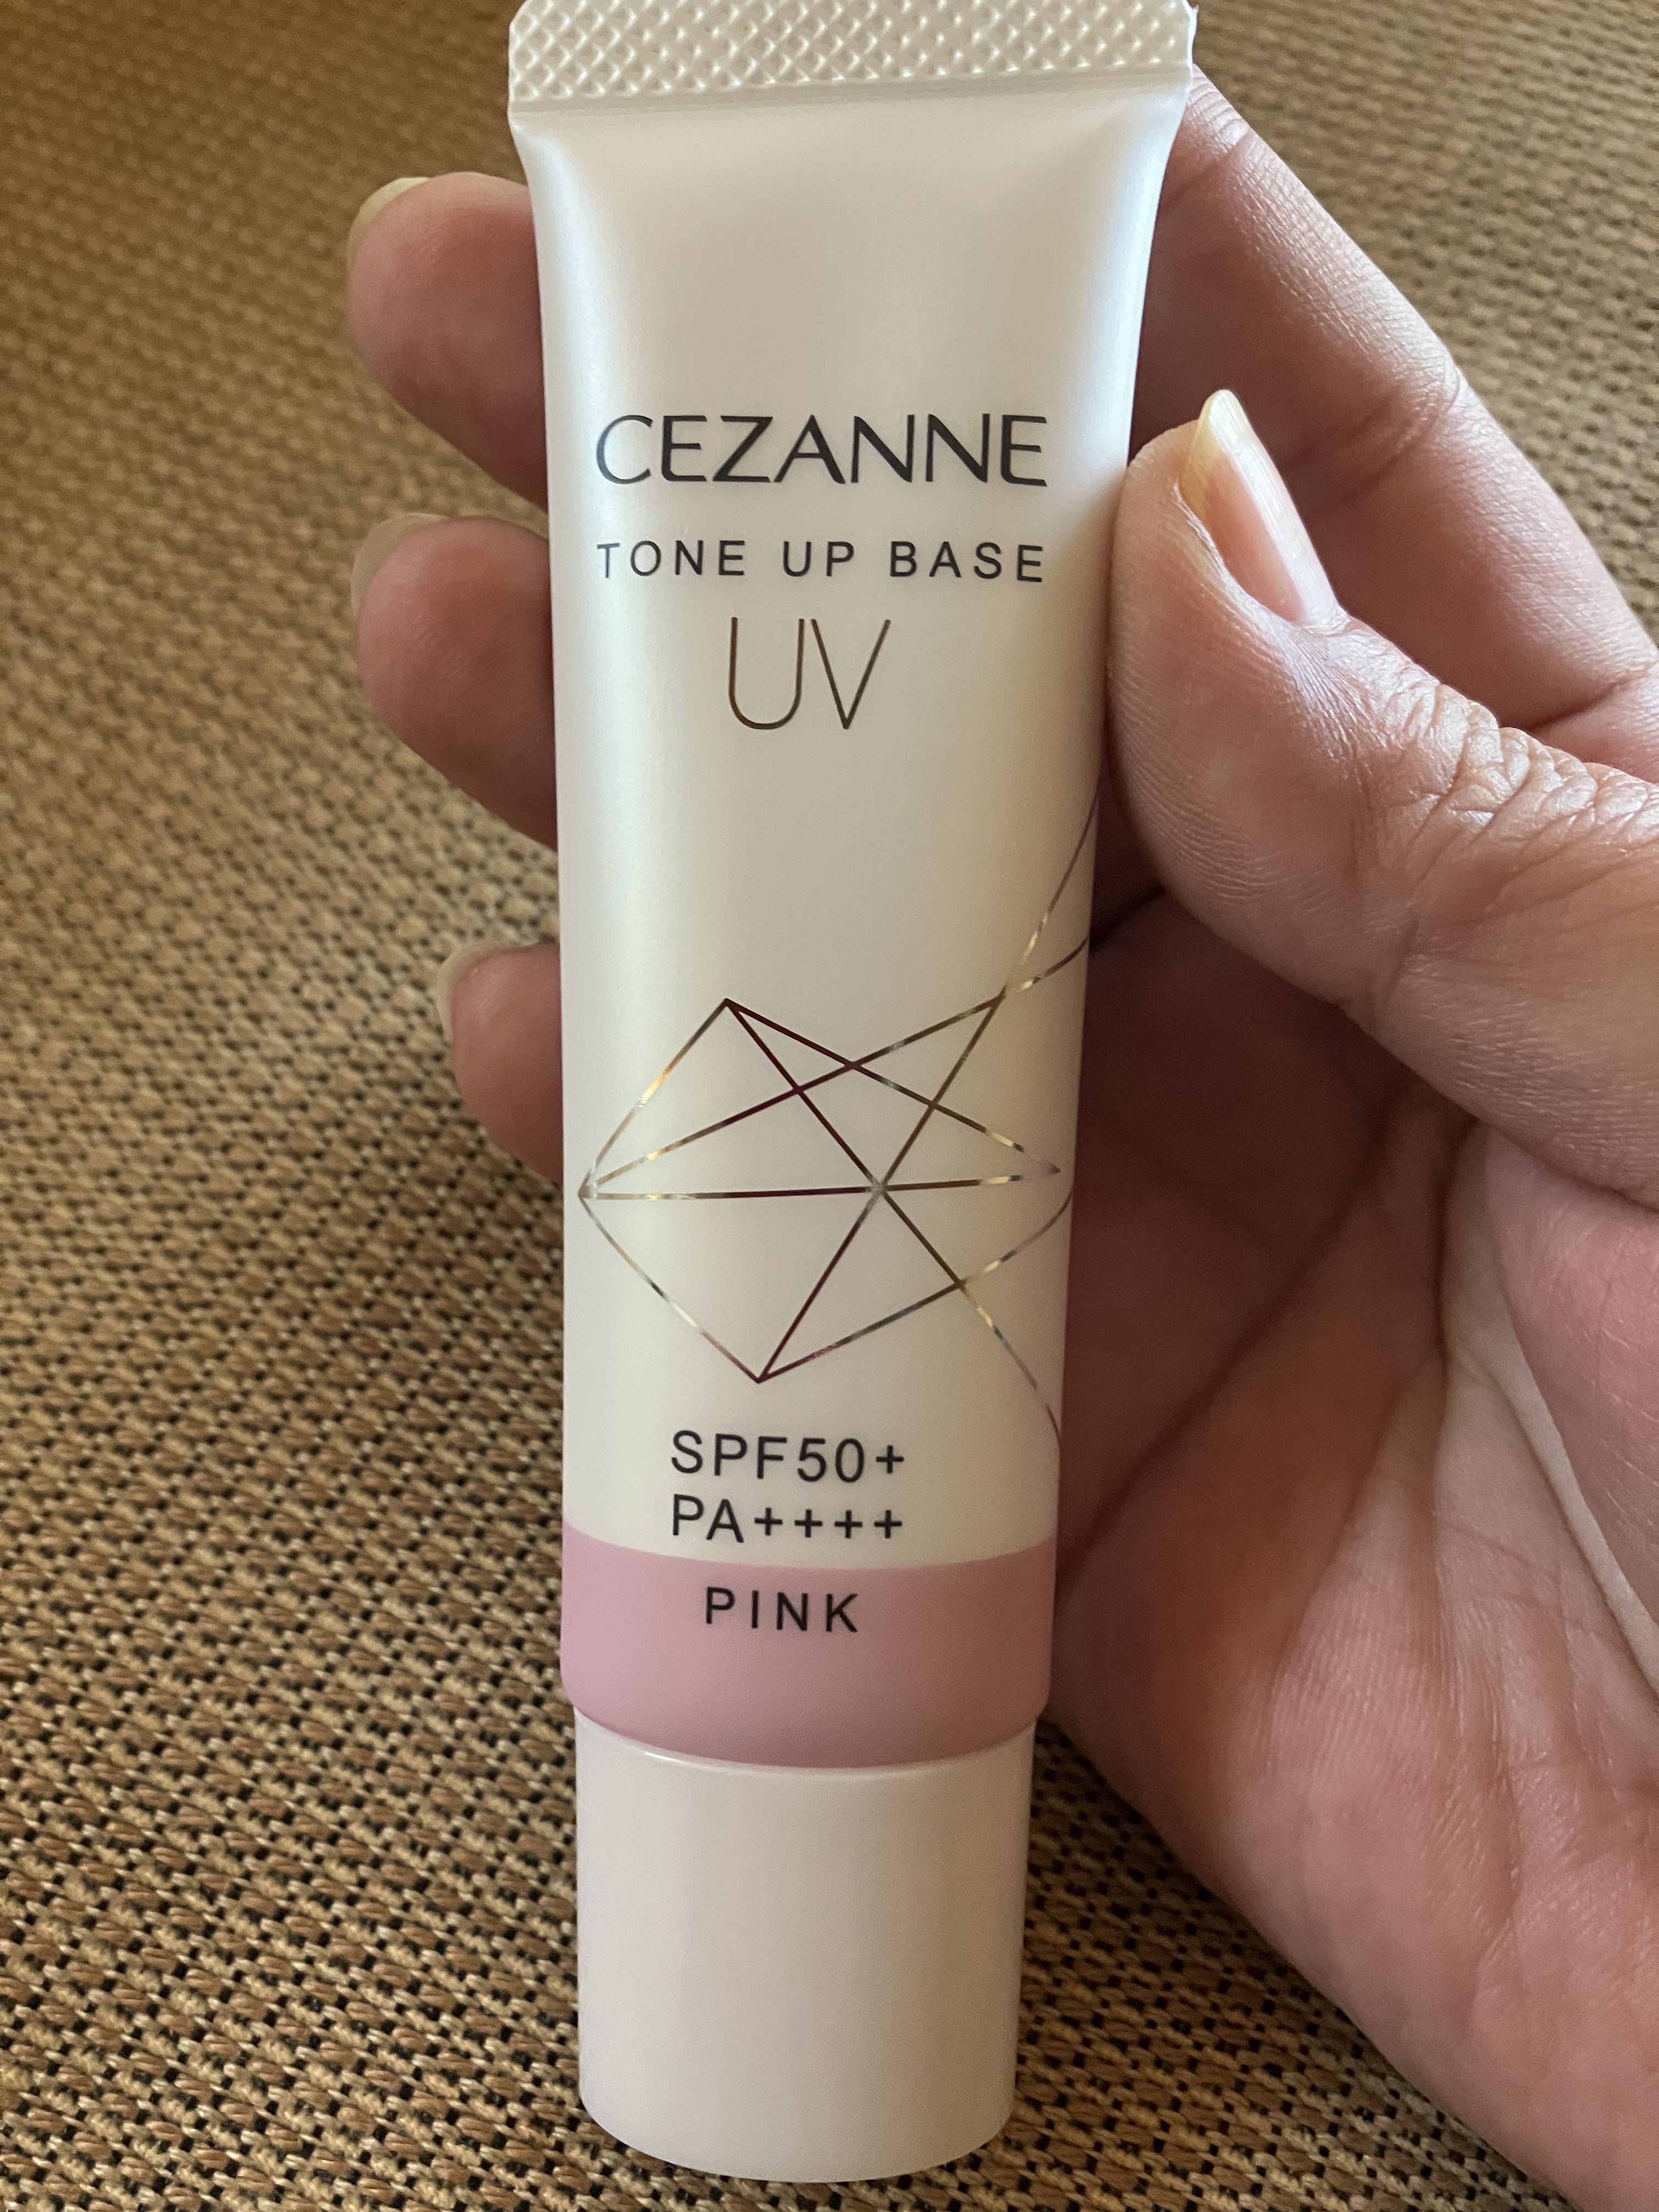 CEZANNE
TONE UP BASE
UV
SPF50+
PA++++
PINK